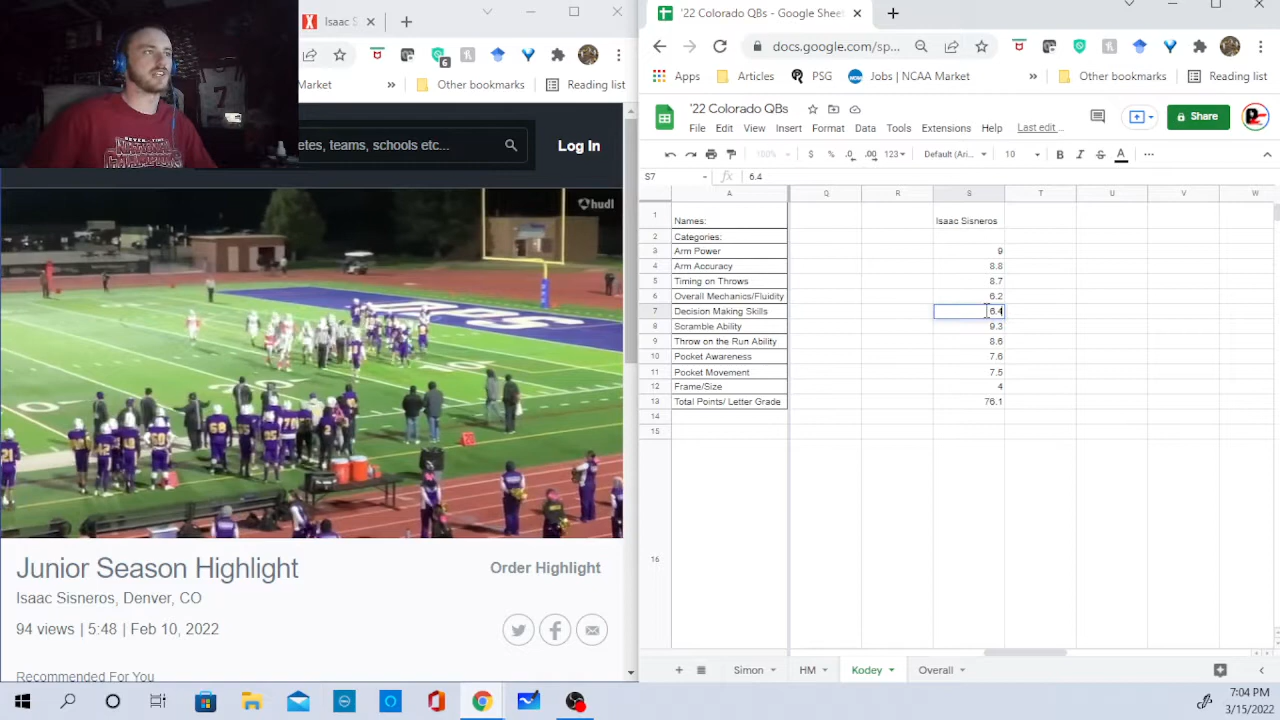 Isaac S
'22 Colorado QBs - Google Sheet
docs.google.com/sp...
6
Market
Other bookmarks
Reading list
Apps
Articles
PSG
Jobs | NCAA Market
Other bookmarks
Reading list
etes, teams, schools etc...
Log In
'22 Colorado QBs
File Edit View Insert Format Data Tools Extensions Help Last edit ...
Share
100% $ % .0 .00 123 Default (Ari... 10 B I S A
S7 fx 6.4
A Q R S T U V W
1 Names: Isaac Sisneros
2 Categories:
3 Arm Power 9
4 Arm Accuracy 8.8
5 Timing on Throws 8.7
6 Overall Mechanics/Fluidity 6.2
7 Decision Making Skills 6.4
8 Scramble Ability 9.3
9 Throw on the Run Ability 8.6
10 Pocket Awareness 7.6
11 Pocket Movement 7.5
12 Frame/Size 4
13 Total Points/ Letter Grade 76.1
14
15
16
hudl
Junior Season Highlight
Order Highlight
Isaac Sisneros, Denver, CO
94 views | 5:48 | Feb 10, 2022
Recommended For You
Simon HM Kodey Overall
7:04 PM
3/15/2022